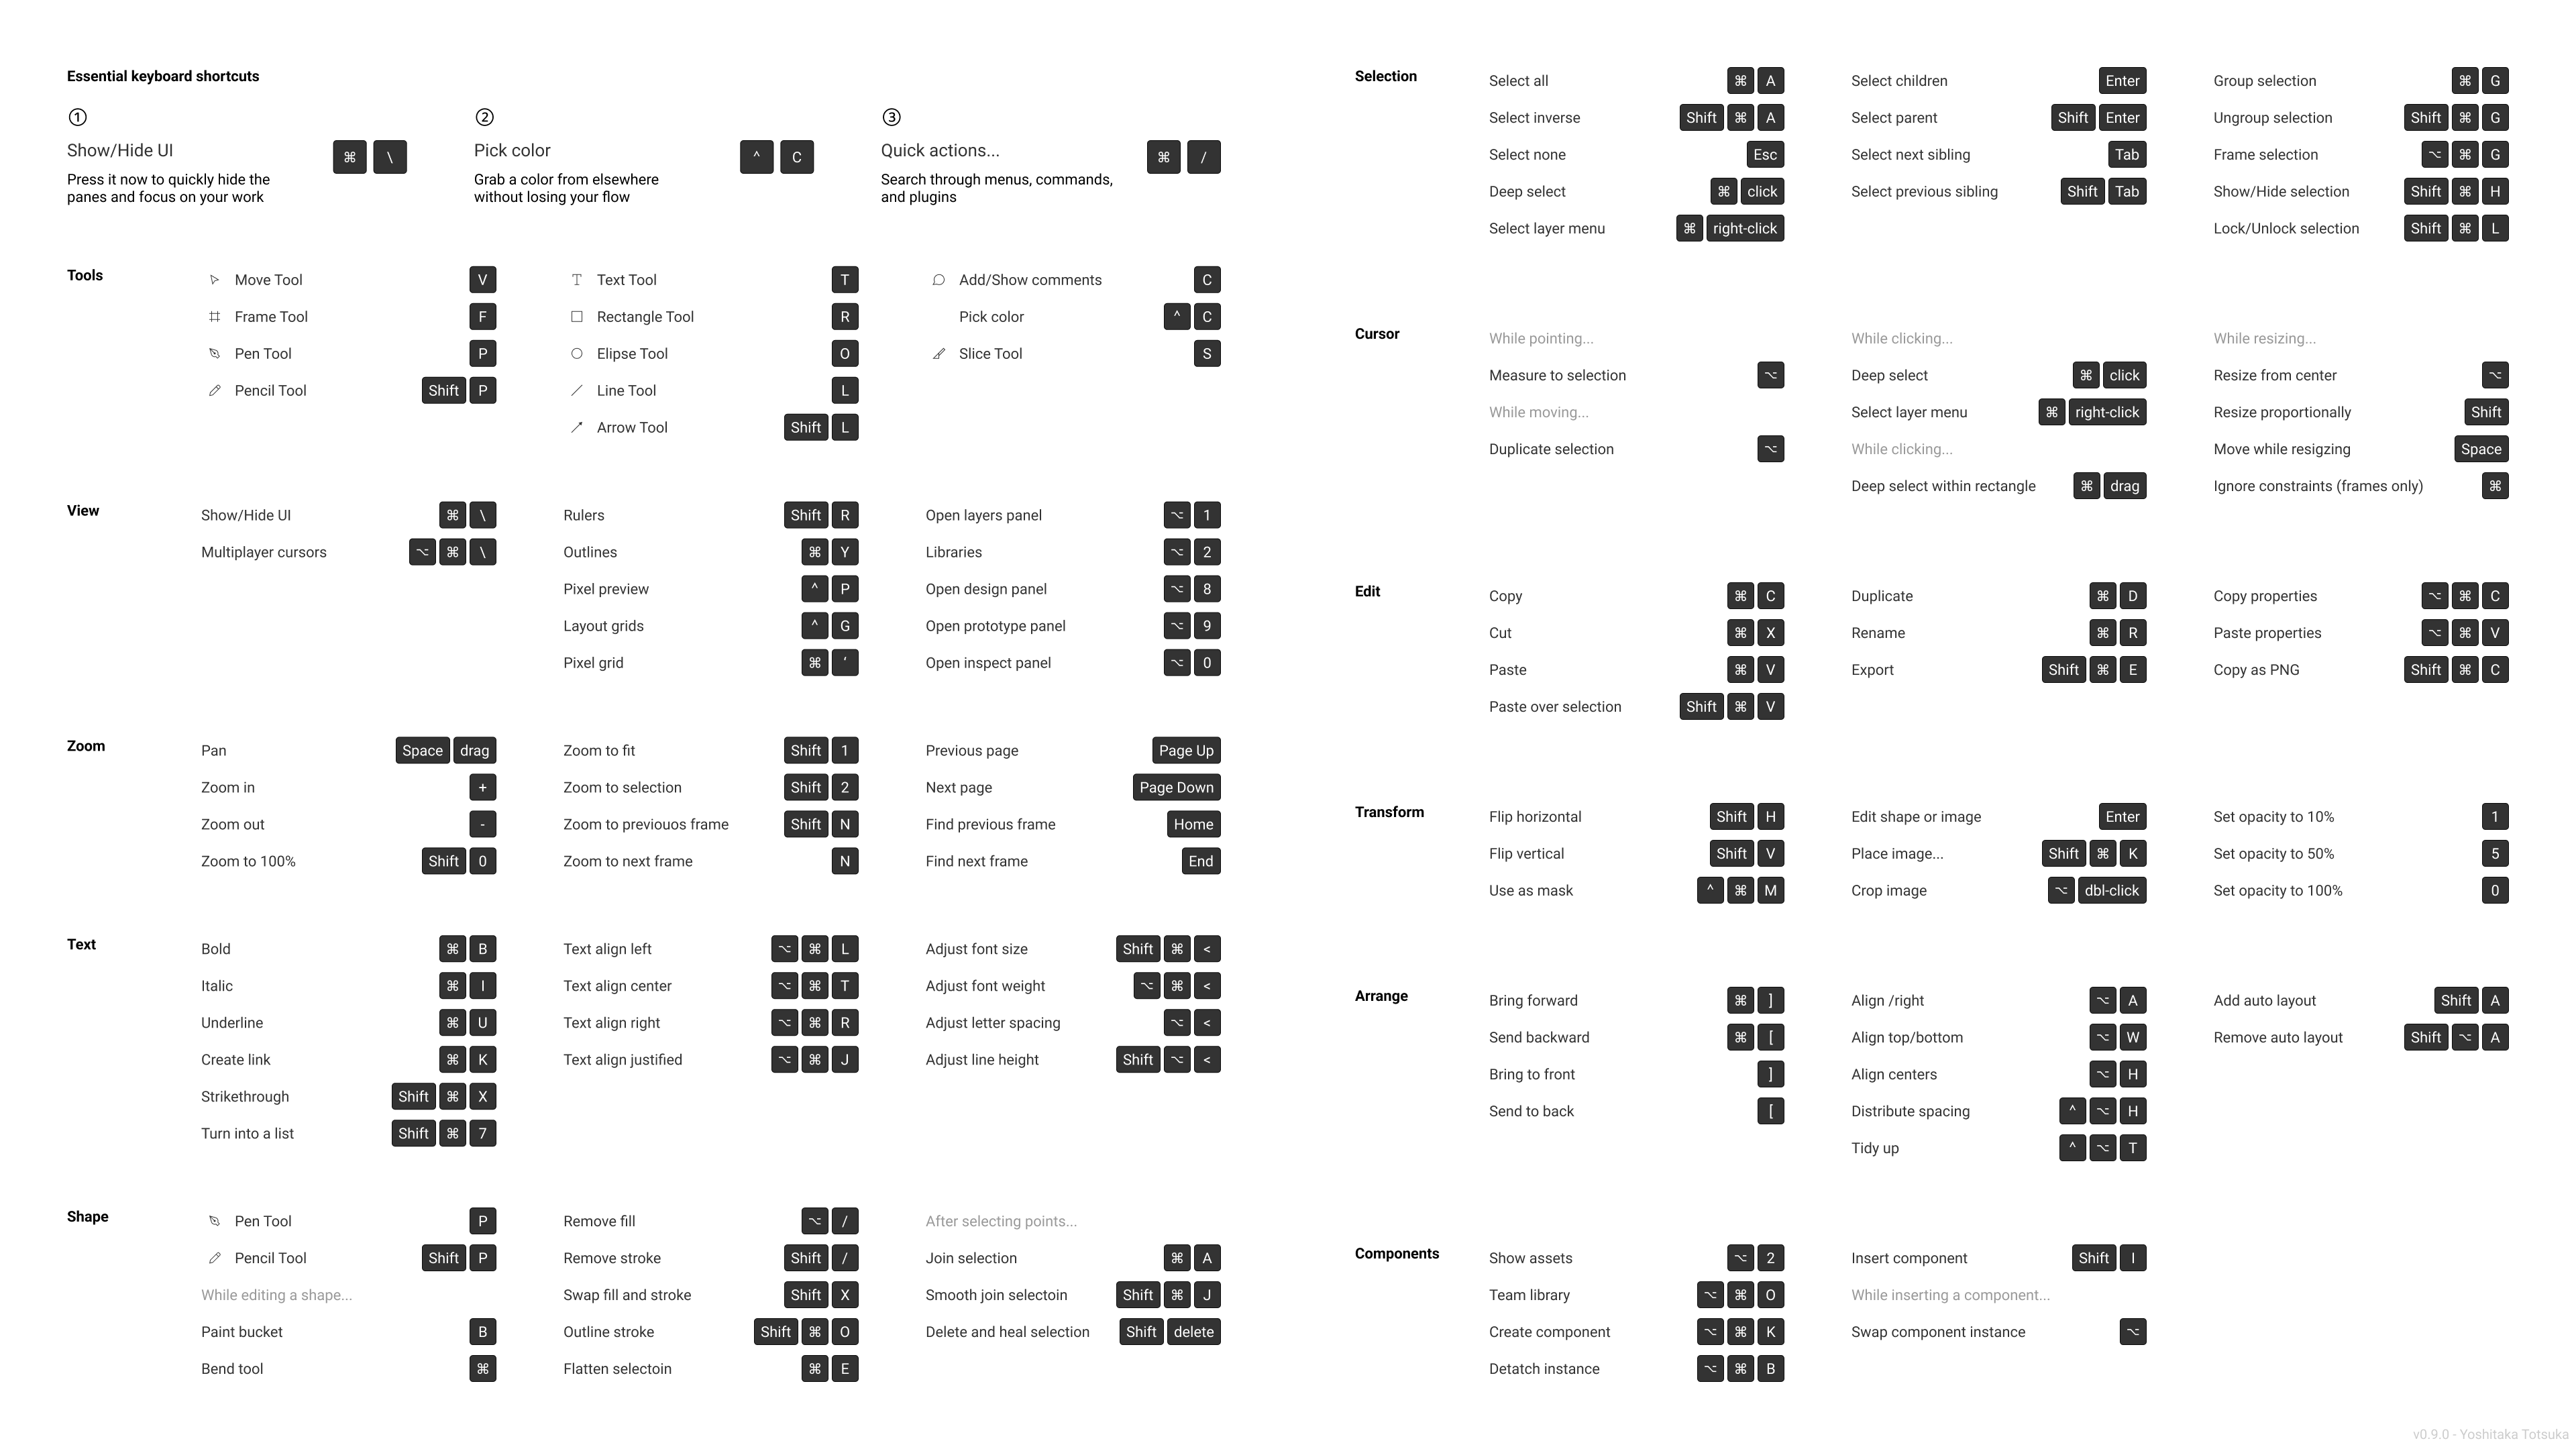 Essential keyboard shortcuts
①
Show/Hide UI ⌘ \
Press it now to quickly hide the
panes and focus on your work
②
Pick color ^ C
Grab a color from elsewhere
without losing your flow
③
Quick actions... ⌘ /
Search through menus, commands,
and plugins
Tools
Move Tool V
Frame Tool F
Pen Tool P
Pencil Tool Shift P
Text Tool T
Rectangle Tool R
Elipse Tool O
Line Tool L
Arrow Tool Shift L
Add/Show comments C
Pick color ^ C
Slice Tool S
View
Show/Hide UI ⌘ \
Multiplayer cursors ⌥ ⌘ \
Rulers Shift R
Outlines ⌘ Y
Pixel preview ^ P
Layout grids ^ G
Pixel grid ⌘ ‘
Open layers panel ⌥ 1
Libraries ⌥ 2
Open design panel ⌥ 8
Open prototype panel ⌥ 9
Open inspect panel ⌥ 0
Zoom
Pan Space drag
Zoom in +
Zoom out -
Zoom to 100% Shift 0
Zoom to fit Shift 1
Zoom to selection Shift 2
Zoom to previouos frame Shift N
Zoom to next frame N
Previous page Page Up
Next page Page Down
Find previous frame Home
Find next frame End
Text
Bold ⌘ B
Italic ⌘ I
Underline ⌘ U
Create link ⌘ K
Strikethrough Shift ⌘ X
Turn into a list Shift ⌘ 7
Text align left ⌥ ⌘ L
Text align center ⌥ ⌘ T
Text align right ⌥ ⌘ R
Text align justified ⌥ ⌘ J
Adjust font size Shift ⌘ <
Adjust font weight ⌥ ⌘ <
Adjust letter spacing ⌥ <
Adjust line height Shift ⌥ <
Shape
Pen Tool P
Pencil Tool Shift P
While editing a shape...
Paint bucket B
Bend tool ⌘
Remove fill ⌥ /
Remove stroke Shift /
Swap fill and stroke Shift X
Outline stroke Shift ⌘ O
Flatten selectoin ⌘ E
After selecting points...
Join selection ⌘ A
Smooth join selectoin Shift ⌘ J
Delete and heal selection Shift delete
Selection
Select all ⌘ A
Select inverse Shift ⌘ A
Select none Esc
Deep select ⌘ click
Select layer menu ⌘ right-click
Select children Enter
Select parent Shift Enter
Select next sibling Tab
Select previous sibling Shift Tab
Group selection ⌘ G
Ungroup selection Shift ⌘ G
Frame selection ⌥ ⌘ G
Show/Hide selection Shift ⌘ H
Lock/Unlock selection Shift ⌘ L
Cursor
While pointing...
Measure to selection ⌥
While moving...
Duplicate selection ⌥
While clicking...
Deep select ⌘ click
Select layer menu ⌘ right-click
While clicking...
Deep select within rectangle ⌘ drag
While resizing...
Resize from center ⌥
Resize proportionally Shift
Move while resigzing Space
Ignore constraints (frames only) ⌘
Edit
Copy ⌘ C
Cut ⌘ X
Paste ⌘ V
Paste over selection Shift ⌘ V
Duplicate ⌘ D
Rename ⌘ R
Export Shift ⌘ E
Copy properties ⌥ ⌘ C
Paste properties ⌥ ⌘ V
Copy as PNG Shift ⌘ C
Transform
Flip horizontal Shift H
Flip vertical Shift V
Use as mask ^ ⌘ M
Edit shape or image Enter
Place image... Shift ⌘ K
Crop image ⌥ dbl-click
Set opacity to 10% 1
Set opacity to 50% 5
Set opacity to 100% 0
Arrange
Bring forward ⌘ ]
Send backward ⌘ [
Bring to front ]
Send to back [
Align /right ⌥ A
Align top/bottom ⌥ W
Align centers ⌥ H
Distribute spacing ^ ⌥ H
Tidy up ^ ⌥ T
Add auto layout Shift A
Remove auto layout Shift ⌥ A
Components
Show assets ⌥ 2
Team library ⌥ ⌘ O
Create component ⌥ ⌘ K
Detatch instance ⌥ ⌘ B
Insert component Shift I
While inserting a component...
Swap component instance ⌥
v0.9.0 - Yoshitaka Totsuka